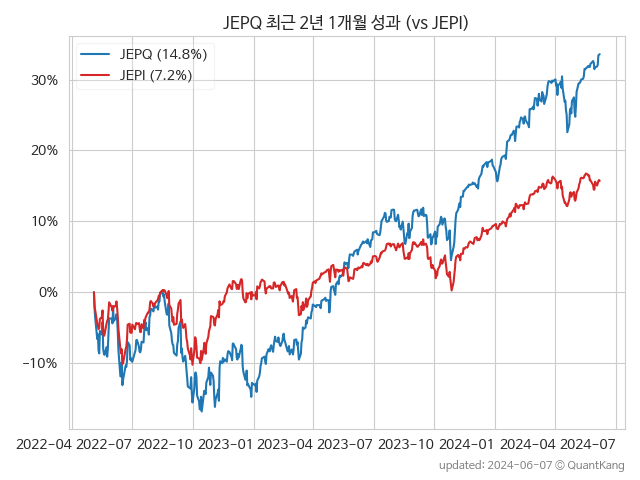 JEPQ 최근 2년 1개월 성과 (vs JEPI)
JEPQ (14.8%)
JEPI (7.2%)
30%
20%
10%
0%
−10%
2022-04 2022-07 2022-10 2023-01 2023-04 2023-07 2023-10 2024-01 2024-04 2024-07
updated: 2024-06-07 © QuantKang